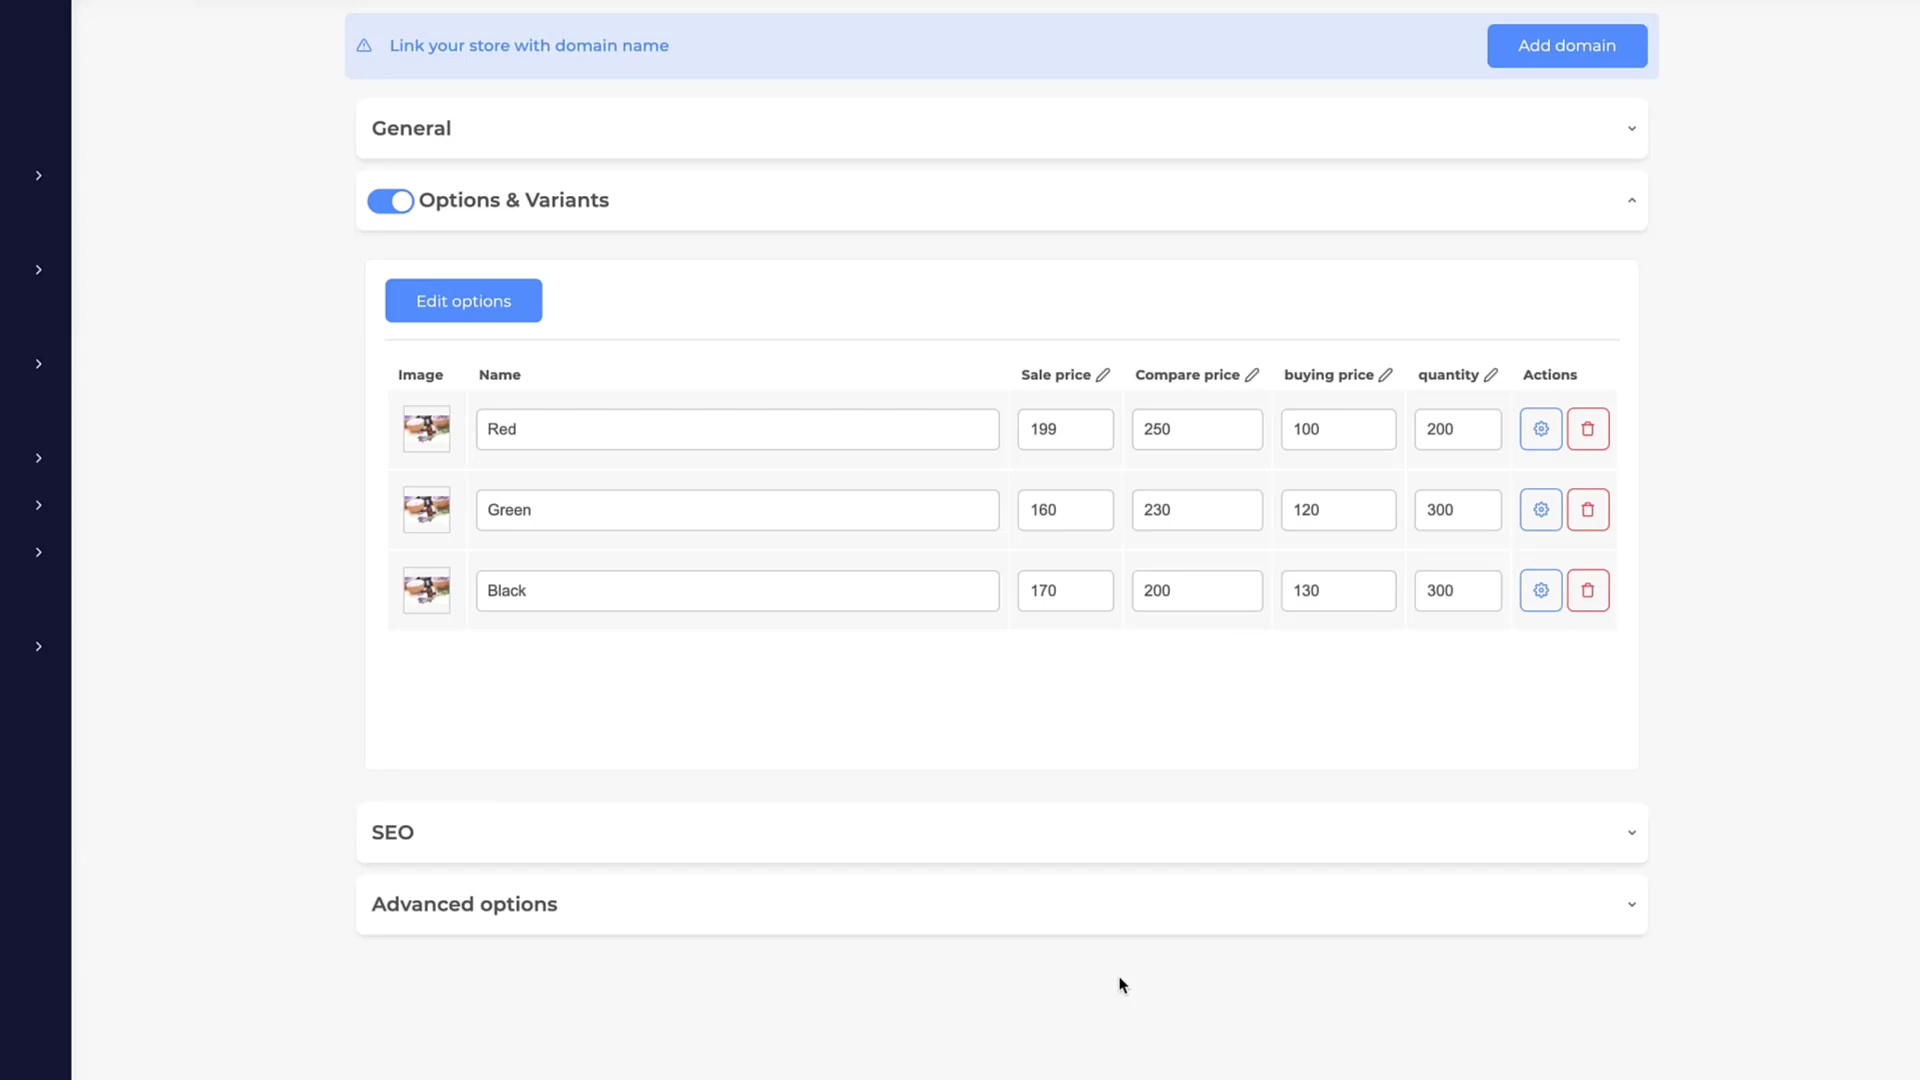 Link your store with domain name
Add domain
General
Options & Variants
Edit options
Image Name Sale price Compare price buying price quantity Actions
Red 199 250 100 200
Green 160 230 120 300
Black 170 200 130 300
SEO
Advanced options